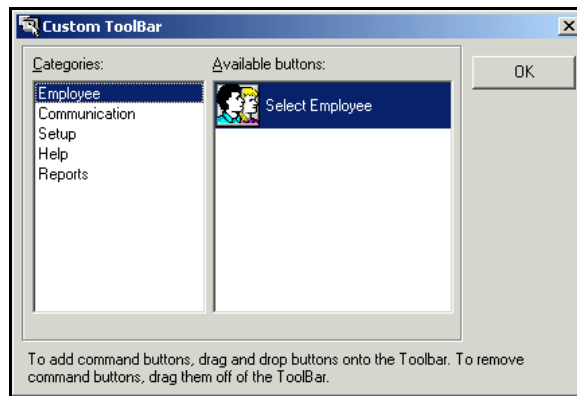 Custom ToolBar
Categories:
Available buttons:
OK
Employee
Communication
Setup
Help
Reports
Select Employee
To add command buttons, drag and drop buttons onto the Toolbar. To remove
command buttons, drag them off of the ToolBar.